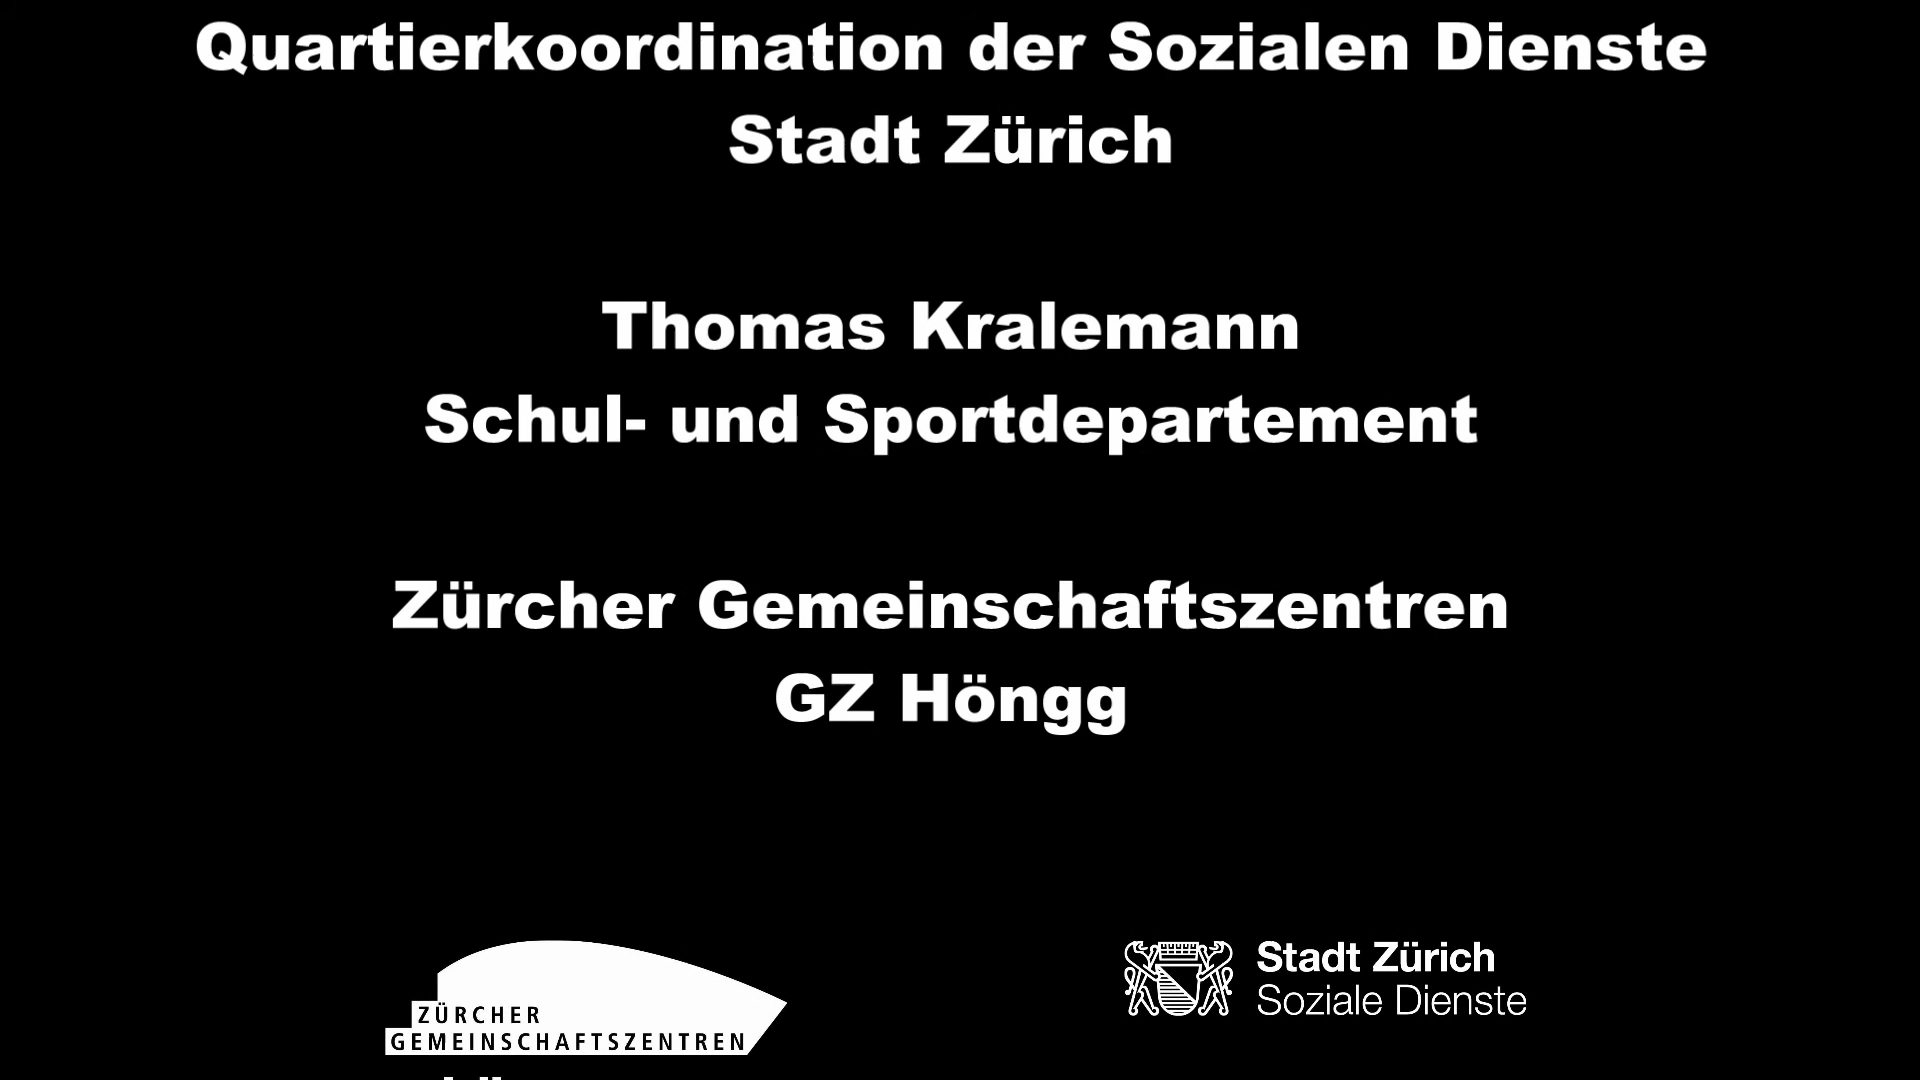 Quartierkoordination der Sozialen Dienste
Stadt Zürich
Thomas Kralemann
Schul- und Sportdepartement
Zürcher Gemeinschaftszentren
GZ Höngg
ZÜRCHER
GEMEINSCHAFTSZENTREN
Stadt Zürich
Soziale Dienste